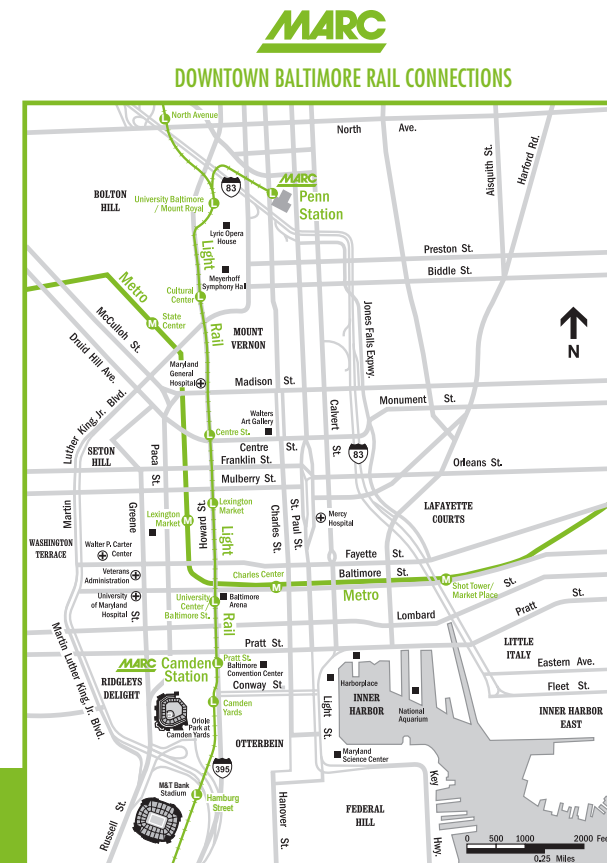 MARC
DOWNTOWN BALTIMORE RAIL CONNECTIONS
L North Avenue
North Ave.
Alsquith St.
Harford Rd.
BOLTON
HILL
83
MARC
L
Penn
Station
University Baltimore
/ Mount Royal
L
Lyric Opera
House
Light
Rail
Preston St.
Biddle St.
Meyerhoff
Symphony Hall
Metro
Cultural
Center
L
State
Center
M
McCulloh St.
Druid Hill Ave.
MOUNT
VERNON
Jones Falls Expwy.
N
Maryland
General
Hospital
Madison St.
Luther King, Jr. Blvd.
Martin
Monument St.
Walters
Art Gallery
Calvert
St.
L Centre St.
Centre St.
83
SETON
HILL
Paca
St.
Franklin St.
Mulberry St.
Orleans St.
Greene
St.
Lexington
Market
M
L Lexington
Market
Howard
St.
Light
Rail
Charles St.
St. Paul St.
Mercy
Hospital
LAFAYETTE
COURTS
WASHINGTON
TERRACE
Walter P. Carter
Center
Fayette St.
Veterans
Administration
Charles Center
M
Baltimore St.
Metro
M
Shot Tower/
Market Place
University
of Maryland
Hospital
University
Center/
Baltimore St.
L
Baltimore
Arena
Lombard St.
Pratt St.
Pratt St.
LITTLE
ITALY
Martin Luther King, Jr. Blvd.
MARC Camden
Station
L Pratt St.
Baltimore
Convention Center
Conway St.
Eastern Ave.
Fleet St.
RIDGLEYS
DELIGHT
Harborplace
INNER
HARBOR
National
Aquarium
INNER HARBOR
EAST
L Camden
Yards
Oriole
Park at
Camden Yards
OTTERBEIN
Light
St.
Maryland
Science Center
395
M&T Bank
Stadium
L Hamburg
Street
Russell St.
Hanover
St.
FEDERAL
HILL
Key
Hwy.
0 500 1000 2000 Fee
0.25 Miles